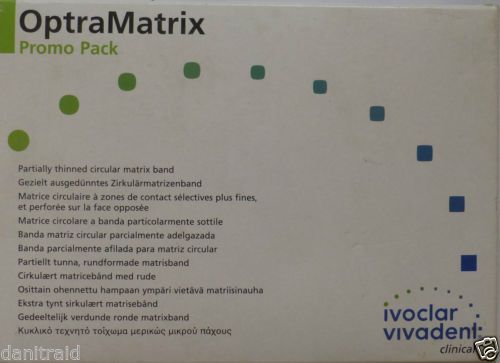 OptraMatrix
Promo Pack
Partially thinned circular matrix band
Gezielt ausgedünntes Zirkulärmatrizenband
Matrice circulaire à zones de contact sélectives plus fines,
et perforée sur la face opposée
Matrice circolare a banda particolarmente sottile
Banda matriz circular parcialmente adelgazada
Banda parcialmente afilada para matriz circular
Partiellt tunna, rundformade matrisband
Cirkulært matricebånd med rude
Osittain ohennettu hampaan ympäri vietävä matriisinauha
Ekstra tynt sirkulært matrisebånd
Gedeeltelijk verdunde ronde matrixband
Κυκλικό τεχνητό τοίχωμα μερικώς μικρού πάχους
ivoclar
vivadent
clinical
danitraid